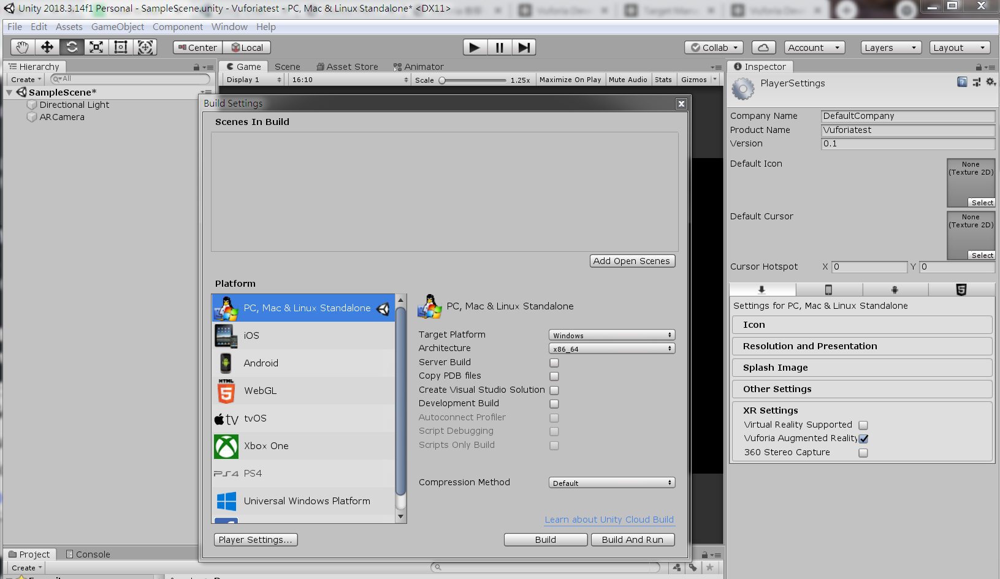 Unity 2018.3.14f1 Personal - SampleScene.unity - Vuforiatest - PC, Mac & Linux Standalone* <DX11>
File Edit Assets GameObject Component Window Help
Center Local Collab Account Layers Layout
Hierarchy
Create All
SampleScene*
Directional Light
ARCamera
Game Scene Asset Store Animator
Display 1 16:10 Scale 1.25x Maximize On Play Mute Audio Stats Gizmos
Build Settings
Scenes In Build
Add Open Scenes
Platform
PC, Mac & Linux Standalone
iOS
Android
HTML
5
WebGL
tv tvOS
Xbox One
PS4 PS4
Universal Windows Platform
PC, Mac & Linux Standalone
Target Platform Windows
Architecture x86_64
Server Build
Copy PDB files
Create Visual Studio Solution
Development Build
Autoconnect Profiler
Script Debugging
Scripts Only Build
Compression Method Default
Learn about Unity Cloud Build
Player Settings... Build Build And Run
Inspector
PlayerSettings
Company Name DefaultCompany
Product Name Vuforiatest
Version 0.1
Default Icon None
(Texture 2D)
Select
Default Cursor None
(Texture 2D)
Select
Cursor Hotspot X 0 Y 0
Settings for PC, Mac & Linux Standalone
Icon
Resolution and Presentation
Splash Image
Other Settings
XR Settings
Virtual Reality Supported
Vuforia Augmented Reality
360 Stereo Capture
Project Console
Create